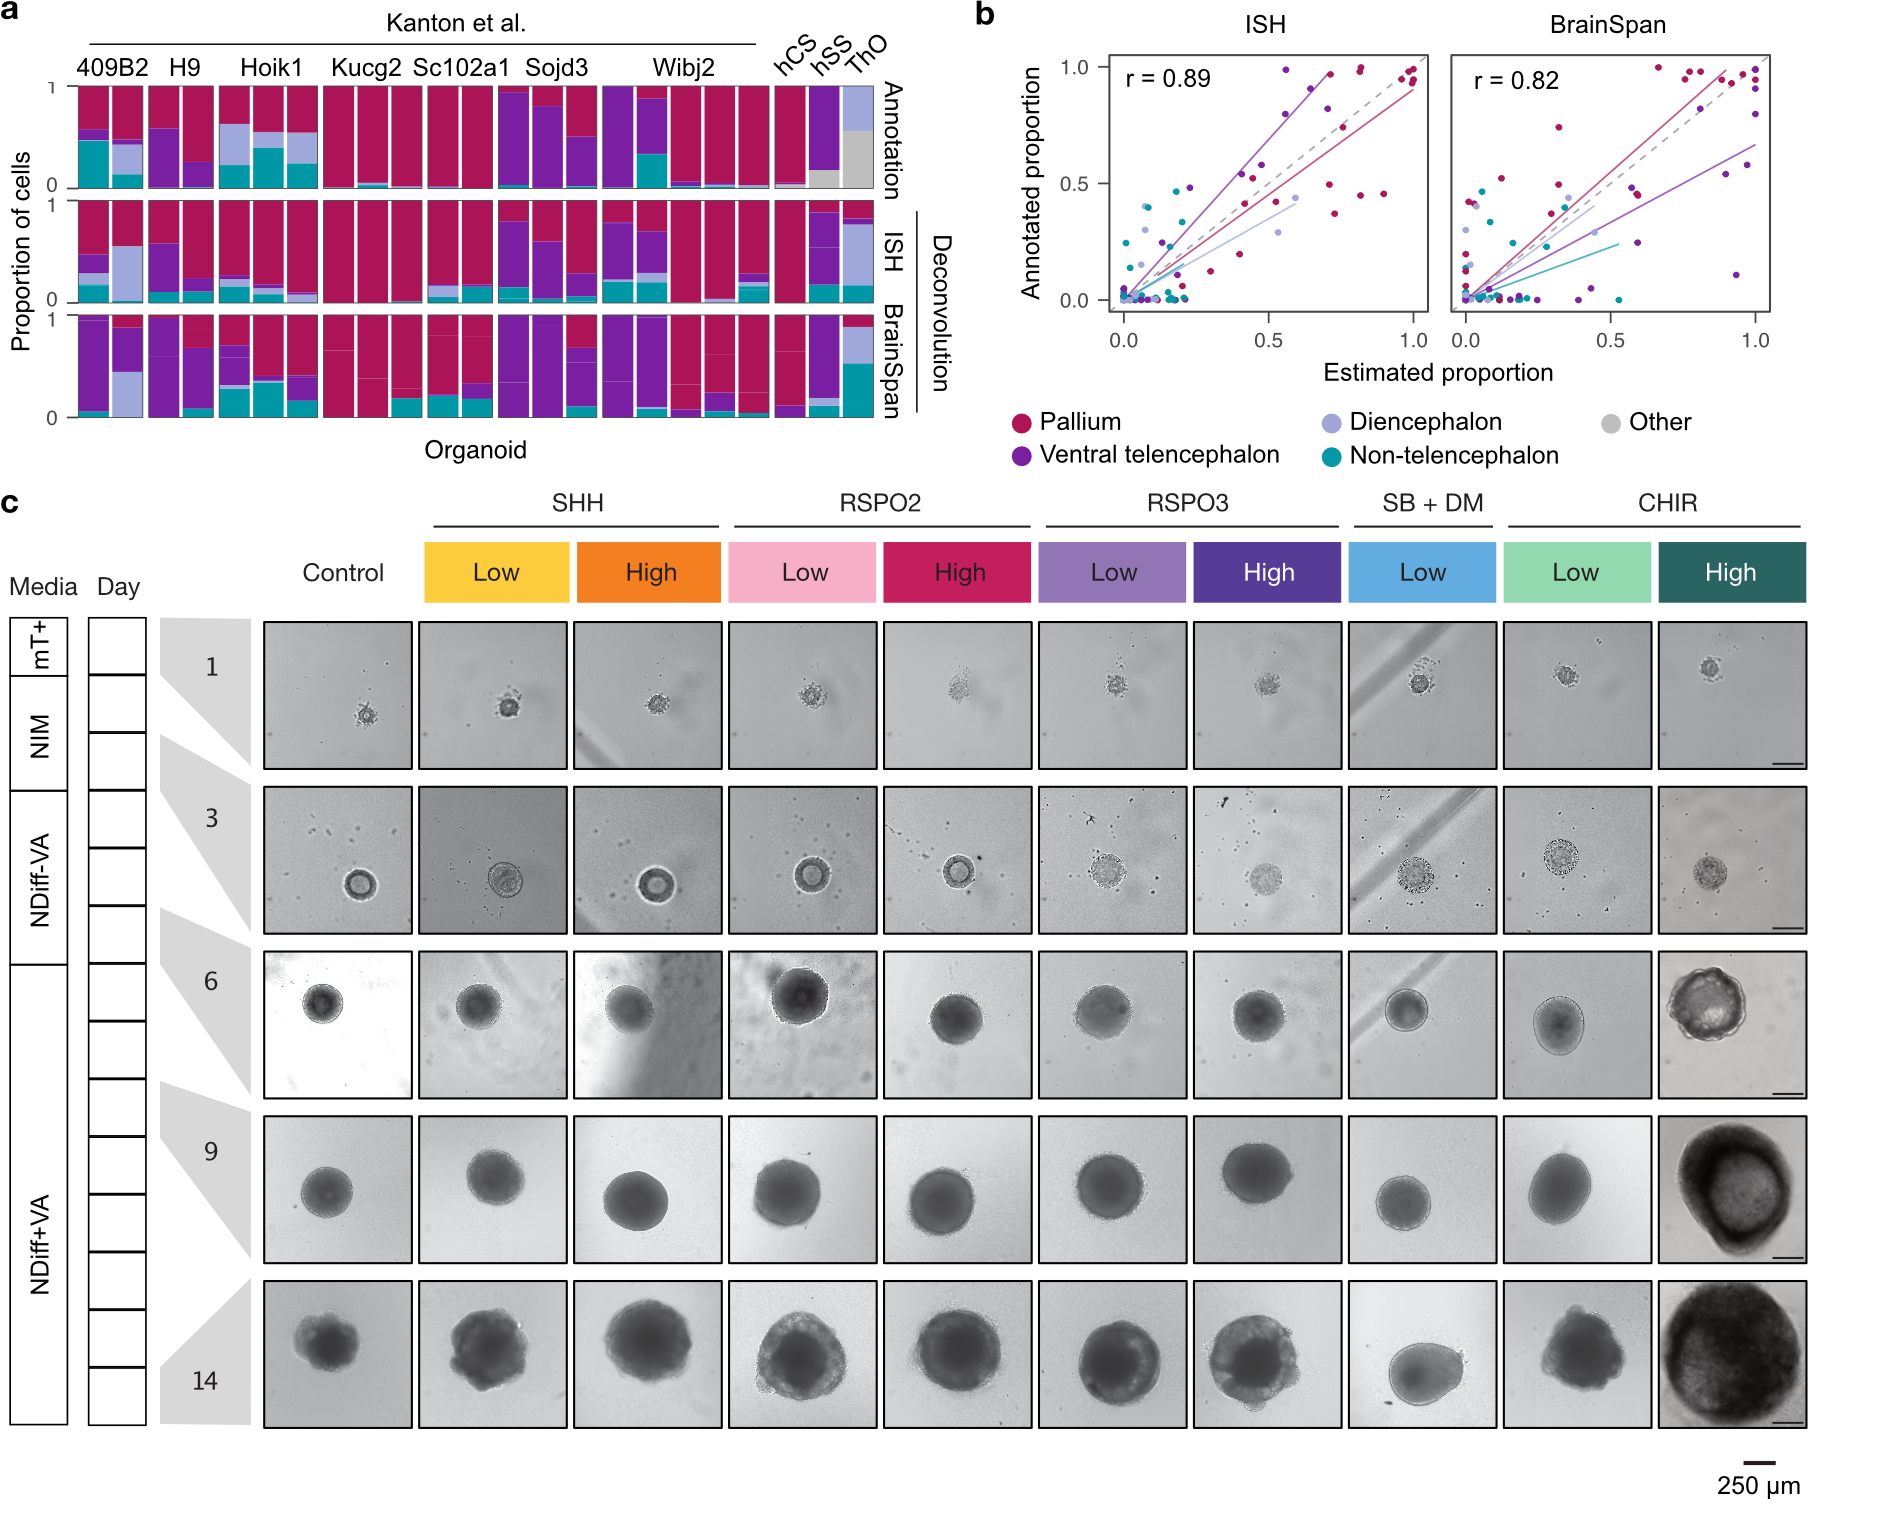 a
Kanton et al.
409B2 H9 Hoik1 Kucg2 Sc102a1 Sojd3 Wibj2 hCS hSS ThO
Proportion of cells
1
0
1
0
1
0
Annotation
ISH
BrainSpan
Deconvolution
Organoid
b
ISH
BrainSpan
r = 0.89
r = 0.82
Annotated proportion
1.0
0.5
0.0
0.0 0.5 1.0
0.0 0.5 1.0
Estimated proportion
Pallium
Diencephalon
Other
Ventral telencephalon
Non-telencephalon
c
SHH RSPO2 RSPO3 SB + DM CHIR
Control Low High Low High Low High Low Low High
Media Day
mT+
NIM
NDiff-VA
NDiff+VA
1
3
6
9
14
250 µm